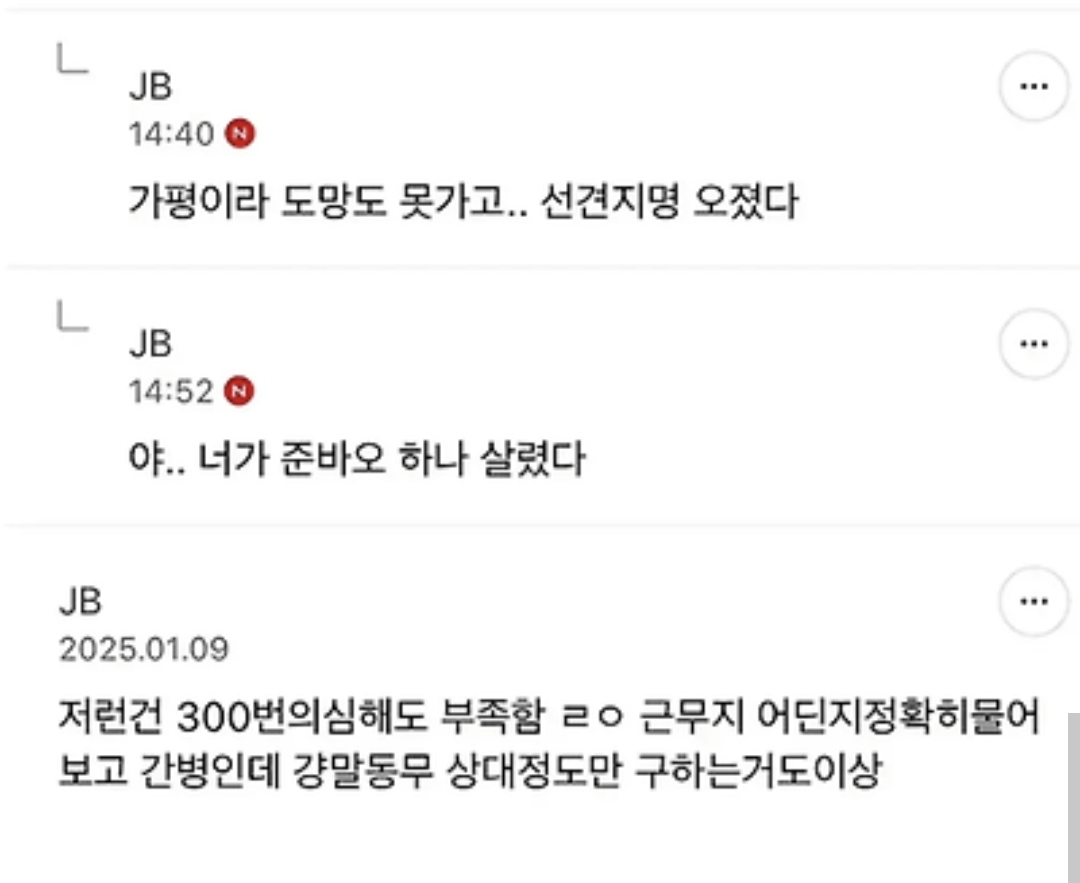 JB
14:40 N
가평이라 도망도 못가고.. 선견지명 오졌다
JB
14:52 N
야.. 너가 준바오 하나 살렸다
JB
2025.01.09
저런건 300번의심해도 부족함 ㄹㅇ 근무지 어딘지정확히물어
보고 간병인데 걍말동무 상대정도만 구하는거도이상